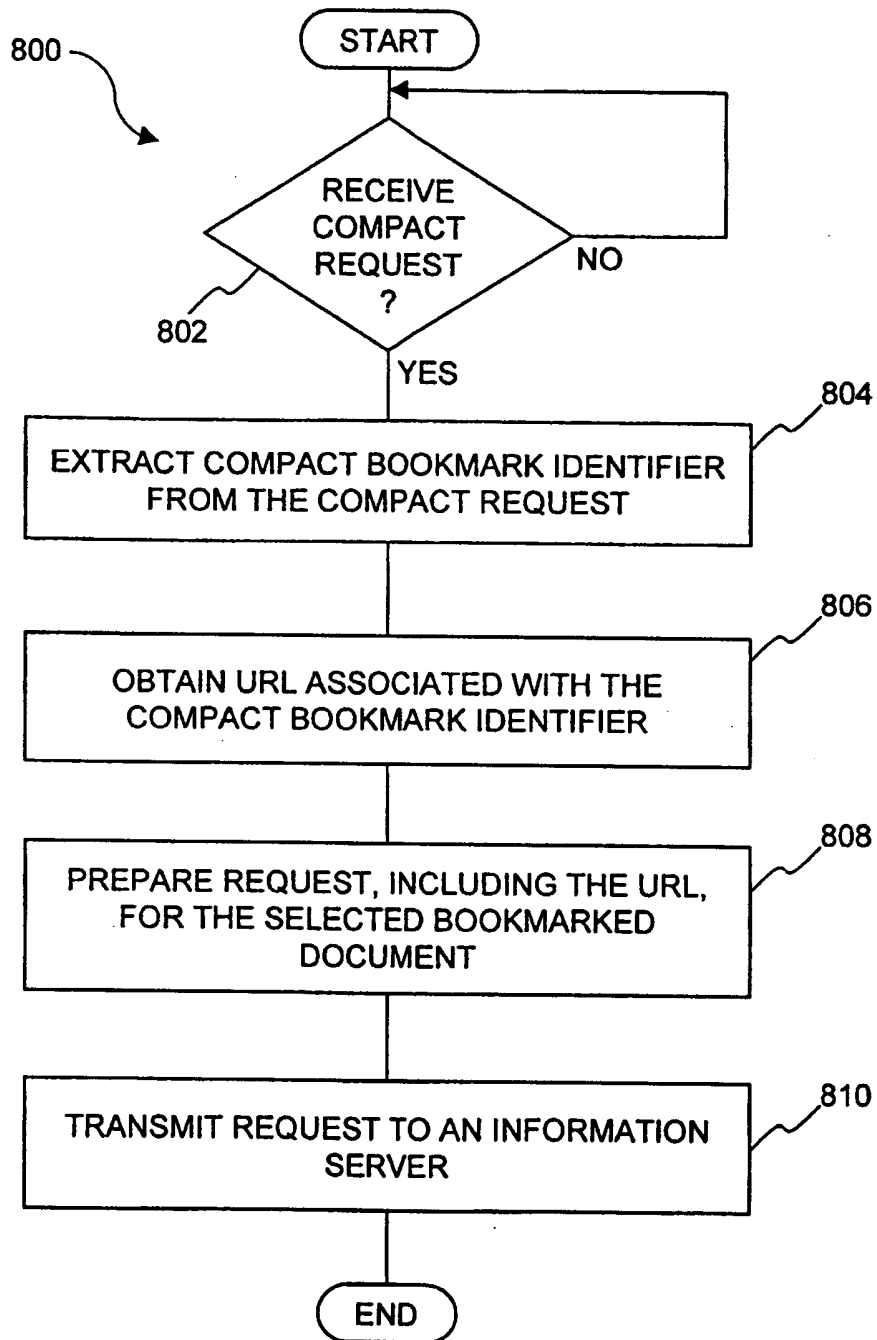 START
800
RECEIVE
COMPACT
REQUEST
?
NO
802
YES
804
EXTRACT COMPACT BOOKMARK IDENTIFIER
FROM THE COMPACT REQUEST
806
OBTAIN URL ASSOCIATED WITH THE
COMPACT BOOKMARK IDENTIFIER
808
PREPARE REQUEST, INCLUDING THE URL,
FOR THE SELECTED BOOKMARKED
DOCUMENT
810
TRANSMIT REQUEST TO AN INFORMATION
SERVER
END